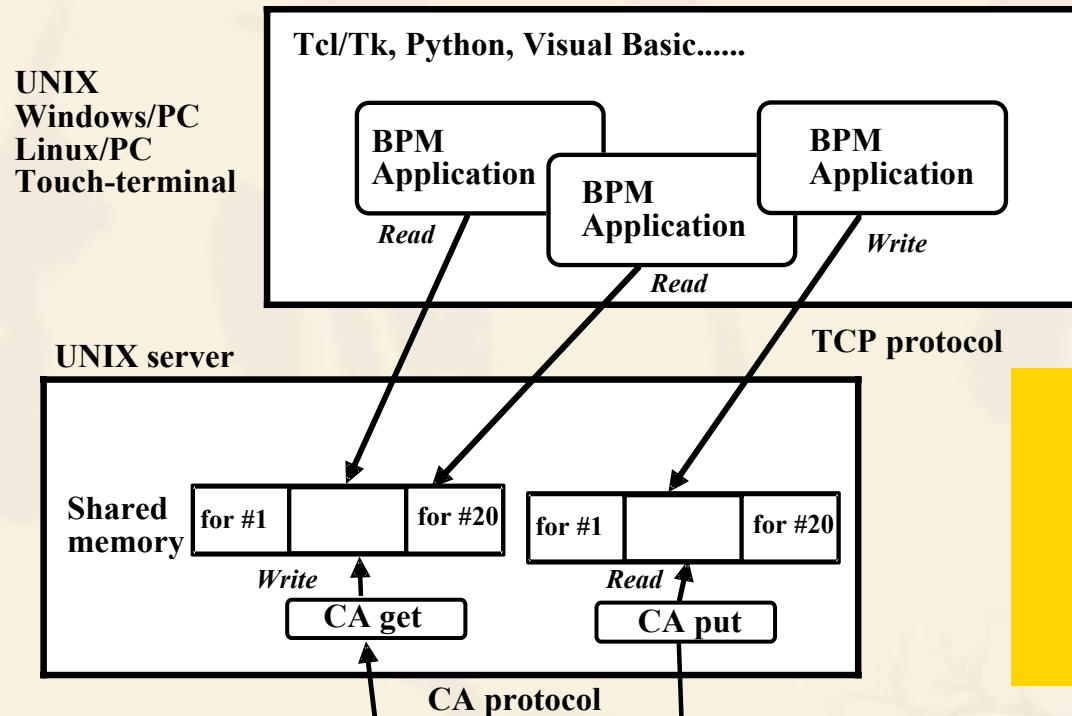 Tcl/Tk, Python, Visual Basic......
UNIX
Windows/PC
Linux/PC
Touch-terminal
BPM
Application
BPM
Application
BPM
Application
Read
Read
Write
TCP protocol
UNIX server
Shared
memory
for #1
for #20
for #1
for #20
Write
Read
CA get
CA put
CA protocol